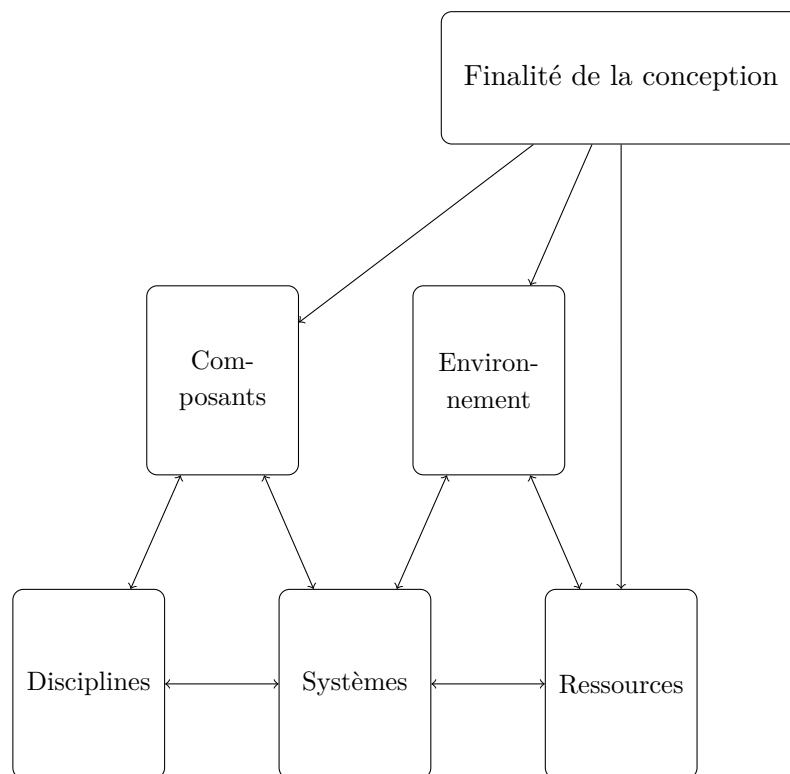 Finalité de la conception
Com-
posants
Environ-
nement
Disciplines
Systèmes
Ressources